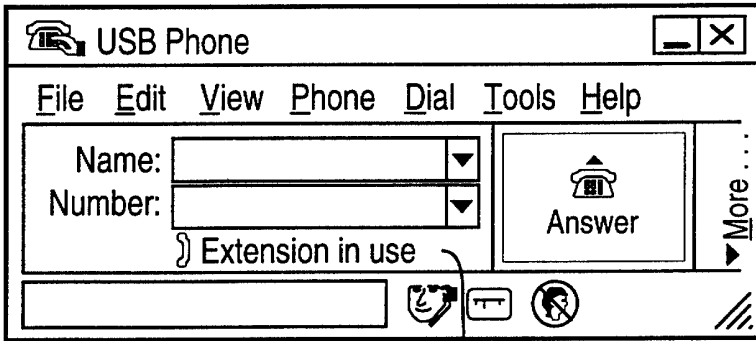 USB Phone
File Edit View Phone Dial Tools Help
Name:
Number:
Extension in use
Answer
More....